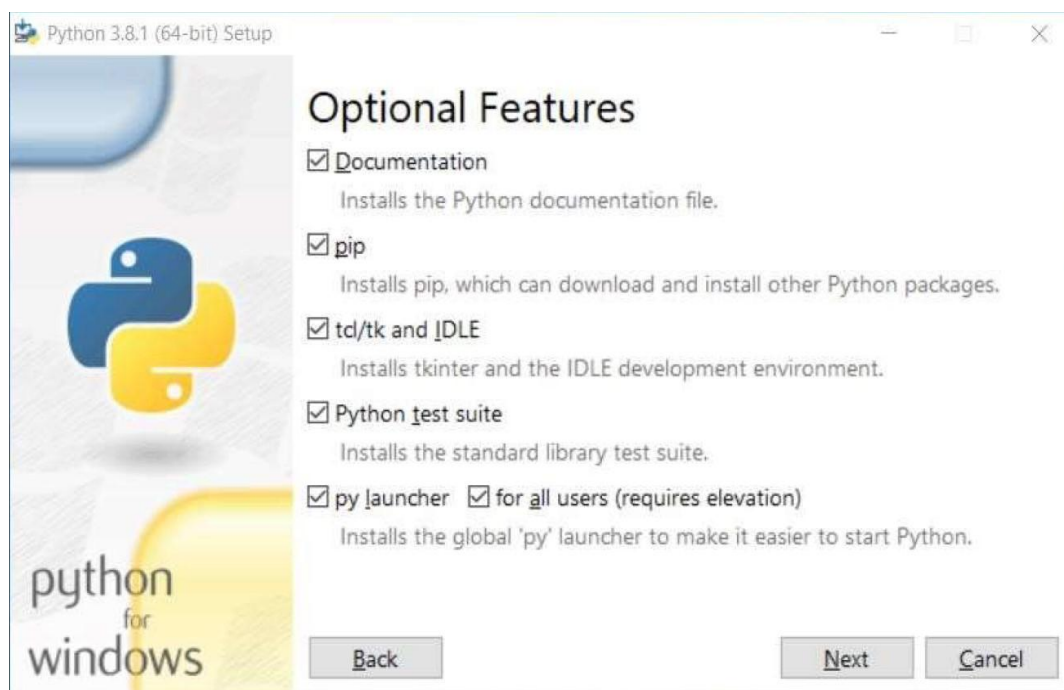 Python 3.8.1 (64-bit) Setup
Optional Features
Documentation
Installs the Python documentation file.
pip
Installs pip, which can download and install other Python packages.
tcl/tk and IDLE
Installs tkinter and the IDLE development environment.
Python test suite
Installs the standard library test suite.
py launcher for all users (requires elevation)
Installs the global 'py' launcher to make it easier to start Python.
python
for
windows
Back Next Cancel